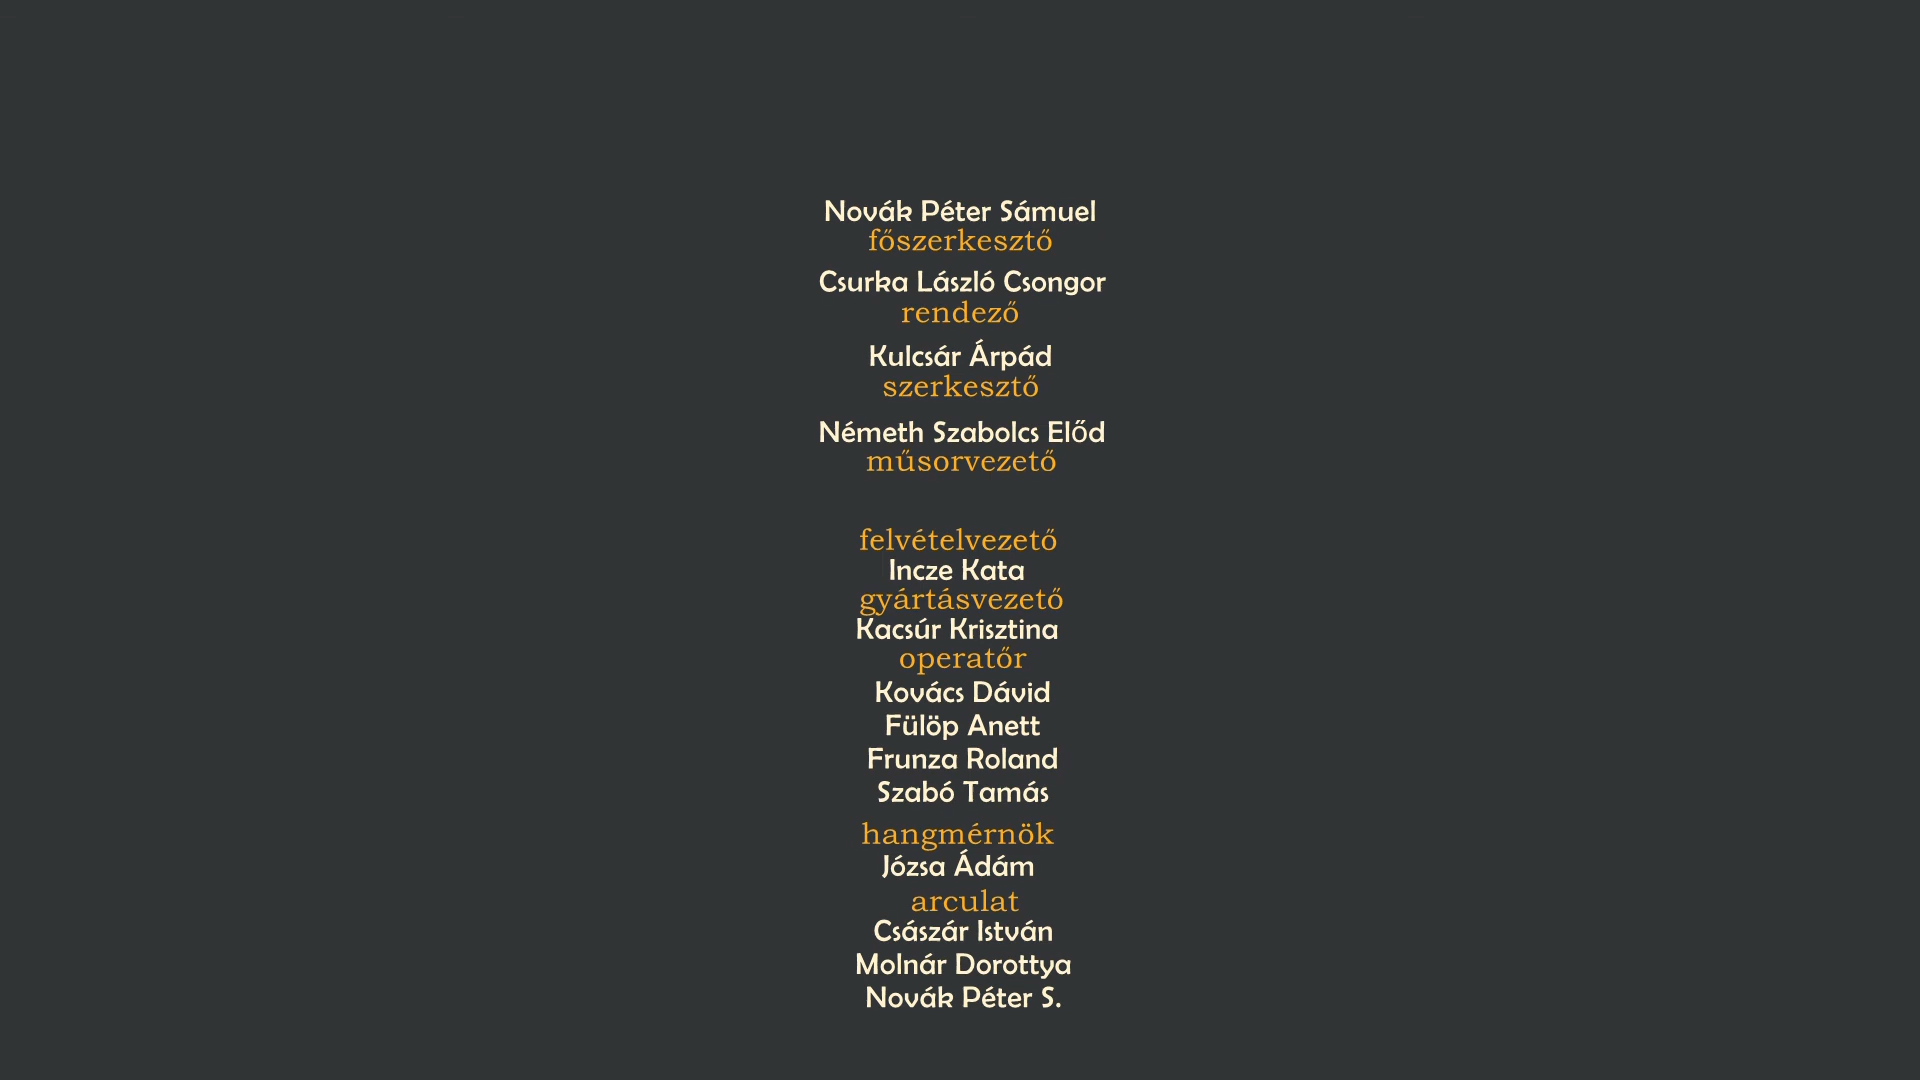 Novák Péter Sámuel
főszerkesztő
Csurka László Csongor
rendező
Kulcsár Árpád
szerkesztő
Németh Szabolcs Előd
műsorvezető
felvételvezető
Incze Kata
gyártásvezető
Kacsúr Krisztina
operatőr
Kovács Dávid
Fülöp Anett
Frunza Roland
Szabó Tamás
hangmérnök
Józsa Ádám
arculat
Császár István
Molnár Dorottya
Novák Péter S.